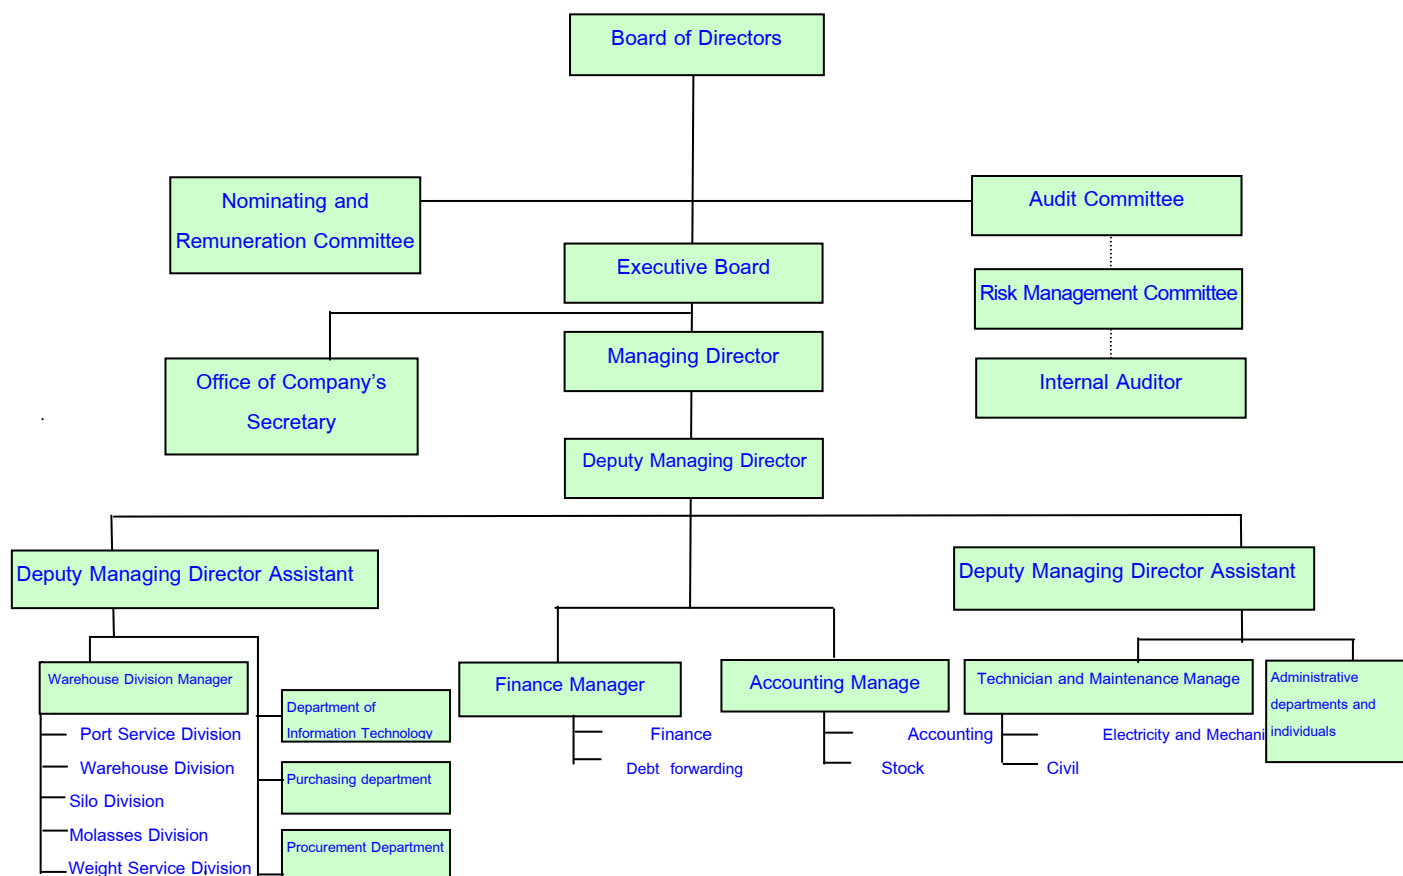 Board of Directors
Nominating and
Remuneration Committee
Audit Committee
Executive Board
Risk Management Committee
Managing Director
Office of Company's
Secretary
Internal Auditor
Deputy Managing Director
Deputy Managing Director Assistant
Deputy Managing Director Assistant
Warehouse Division Manager
Finance Manager
Accounting Manage
Technician and Maintenance Manage
Administrative
departments and
individuals
Department of
Information Technology
Port Service Division
Warehouse Division
Silo Division
Molasses Division
Weight Service Division
Purchasing department
Procurement Department
Finance
Debt forwarding
Accounting
Stock
Electricity and Mechani
Civil